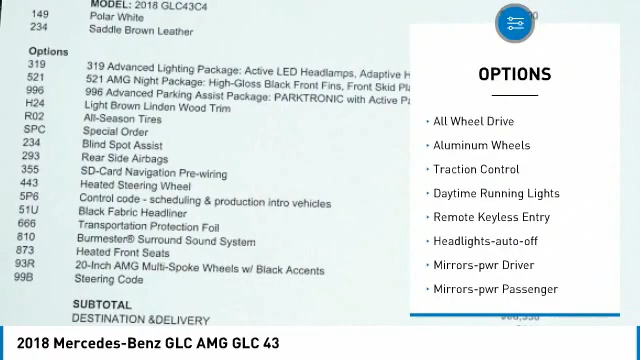 MODEL: 2018 GLC43C4
149 Polar White
234 Saddle Brown Leather
Options
319 319 Advanced Lighting Package: Active LED Headlamps, Adaptive H
521 521 AMG Night Package: High-Gloss Black Front Fins, Front Skid Pla
996 996 Advanced Parking Assist Package: PARKTRONIC with Active Pa
H24 Light Brown Linden Wood Trim
R02 All-Season Tires
SPC Special Order
234 Blind Spot Assist
293 Rear Side Airbags
355 SD-Card Navigation Pre-wiring
443 Heated Steering Wheel
5P6 Control code - scheduling & production intro vehicles
51U Black Fabric Headliner
666 Transportation Protection Foil
810 Burmester® Surround Sound System
873 Heated Front Seats
93R 20-Inch AMG Multi-Spoke Wheels w/ Black Accents
99B Steering Code
SUBTOTAL
DESTINATION &DELIVERY
OPTIONS
• All Wheel Drive
• Aluminum Wheels
• Traction Control
• Daytime Running Lights
• Remote Keyless Entry
• Headlights-auto-off
• Mirrors-pwr Driver
• Mirrors-pwr Passenger
2018 Mercedes-Benz GLC AMG GLC 43